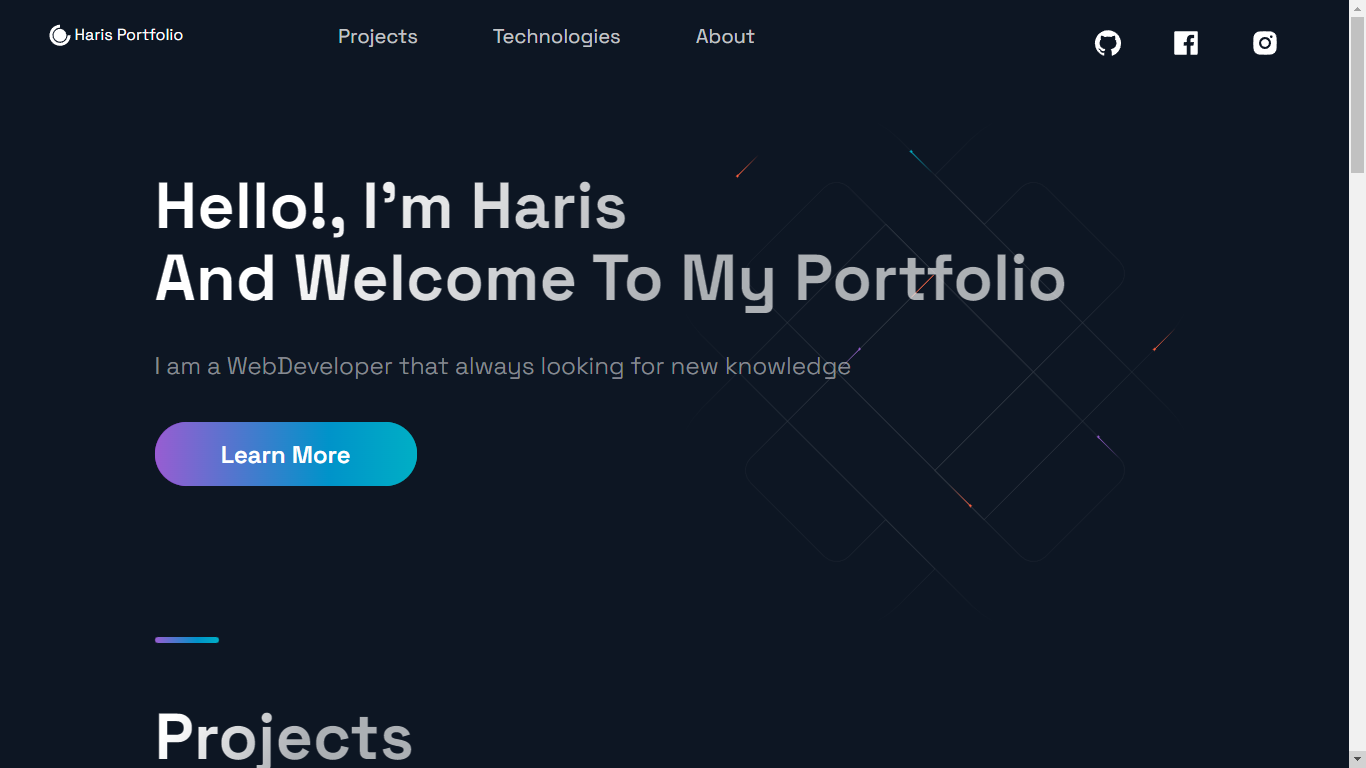 Haris Portfolio
Projects
Technologies
About
Hello!, I’m Haris
And Welcome To My Portfolio
I am a WebDeveloper that always looking for new knowledge
Learn More
Projects